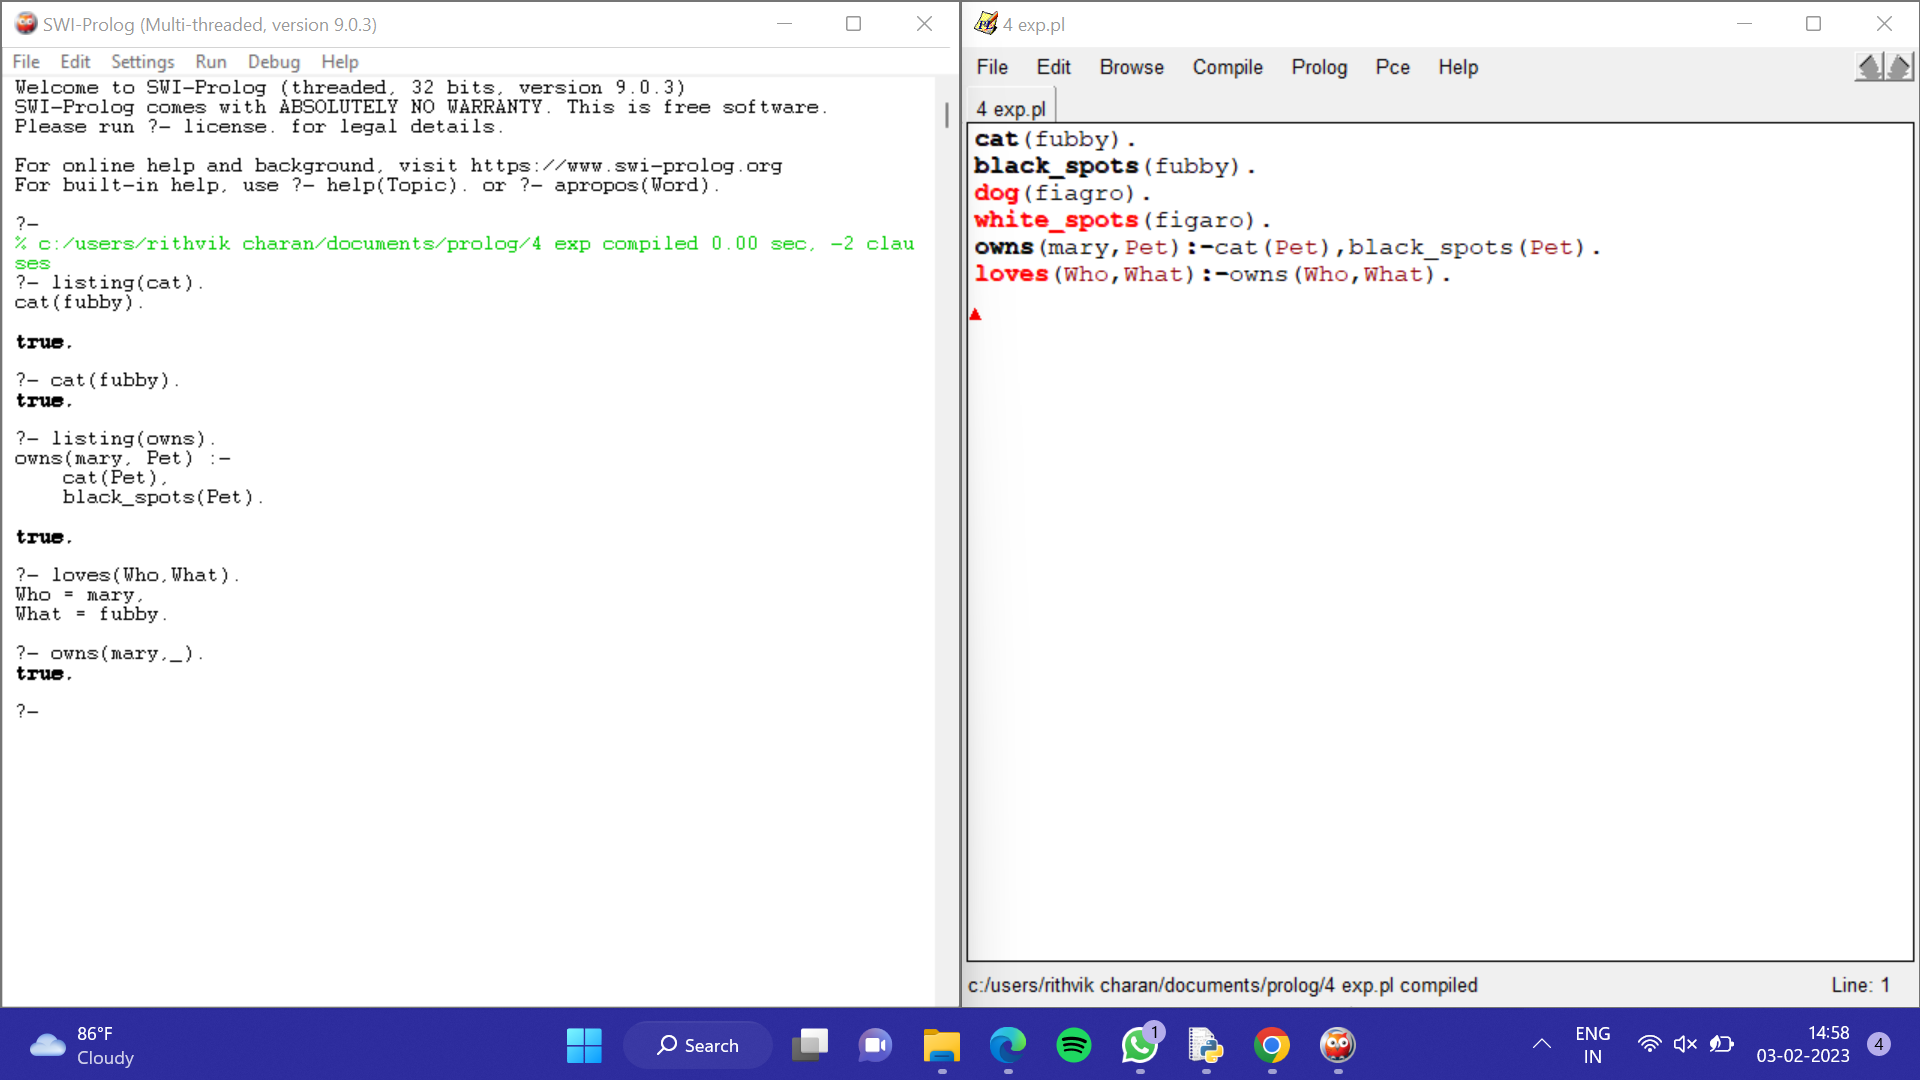 SWI-Prolog (Multi-threaded, version 9.0.3)
File Edit Settings Run Debug Help
Welcome to SWI-Prolog (threaded, 32 bits, version 9.0.3)
SWI-Prolog comes with ABSOLUTELY NO WARRANTY. This is free software.
Please run ?- license. for legal details.
For online help and background, visit https://www.swi-prolog.org
For built-in help, use ?- help(Topic). or ?- apropos(Word).
?-
% c:/users/rithvik charan/documents/prolog/4 exp compiled 0.00 sec, -2 clau
ses
?- listing(cat).
cat(fubby).
true.
?- cat(fubby).
true.
?- listing(owns).
owns(mary, Pet) :-
cat(Pet),
black_spots(Pet).
true.
?- loves(Who,What).
Who = mary,
What = fubby.
?- owns(mary,_).
true.
?-
4 exp.pl
File Edit Browse Compile Prolog Pce Help
4 exp.pl
cat(fubby).
black_spots(fubby).
dog(fiagro).
white_spots(figaro).
owns(mary,Pet):-cat(Pet),black_spots(Pet).
loves(Who,What):-owns(Who,What).
c:/users/rithvik charan/documents/prolog/4 exp.pl compiled Line: 1
86°F
Cloudy
Search
1
ENG
IN
14:58
03-02-2023
4